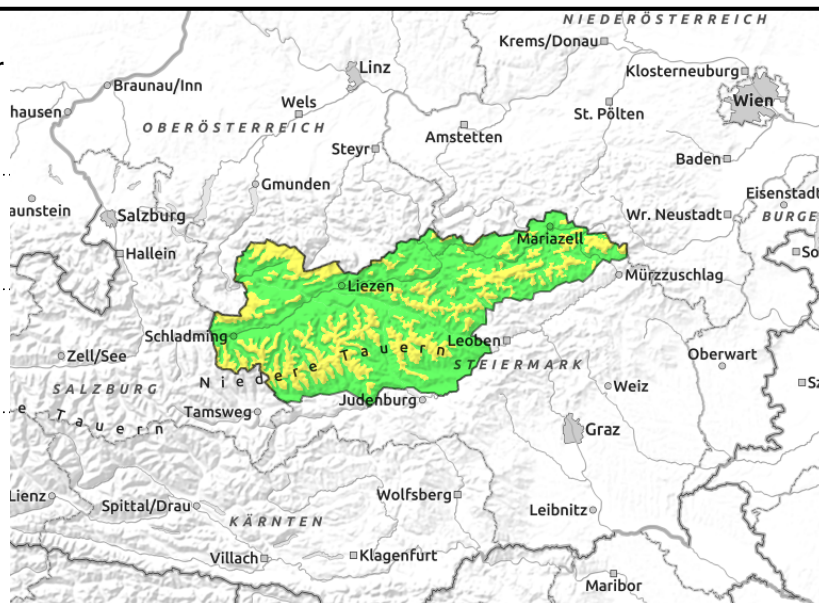 NIEDERÖSTERREICH
Krems/Donau
Linz
Klosterneuburg
Braunau/Inn
Wels
Wien
hausen
St. Pölten
OBERÖSTERREICH
Amstetten
Steyr
Baden
Gmunden
Eisenstadt
aunstein
Salzburg
Wr. Neustadt
BURGE
Mariazell
Hallein
So
Mürzzuschlag
Liezen
Schladming
Leoben
Zell/See
Niedere Tauern
STEIERMARK
Oberwart
SALZBURG
Weiz
Sz
Judenburg
Tamsweg
e Tauern
Graz
Lienz
Wolfsberg
Spittal/Drau
Leibnitz
KÄRNTEN
Villach
Klagenfurt
Maribor